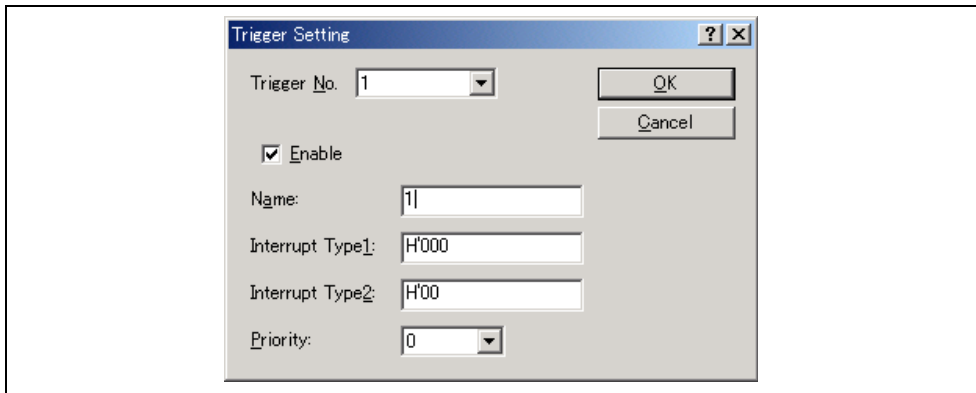 Trigger Setting
Trigger No. 1
OK
Cancel
Enable
Name: 1
Interrupt Type1: H'000
Interrupt Type2: H'00
Priority: 0